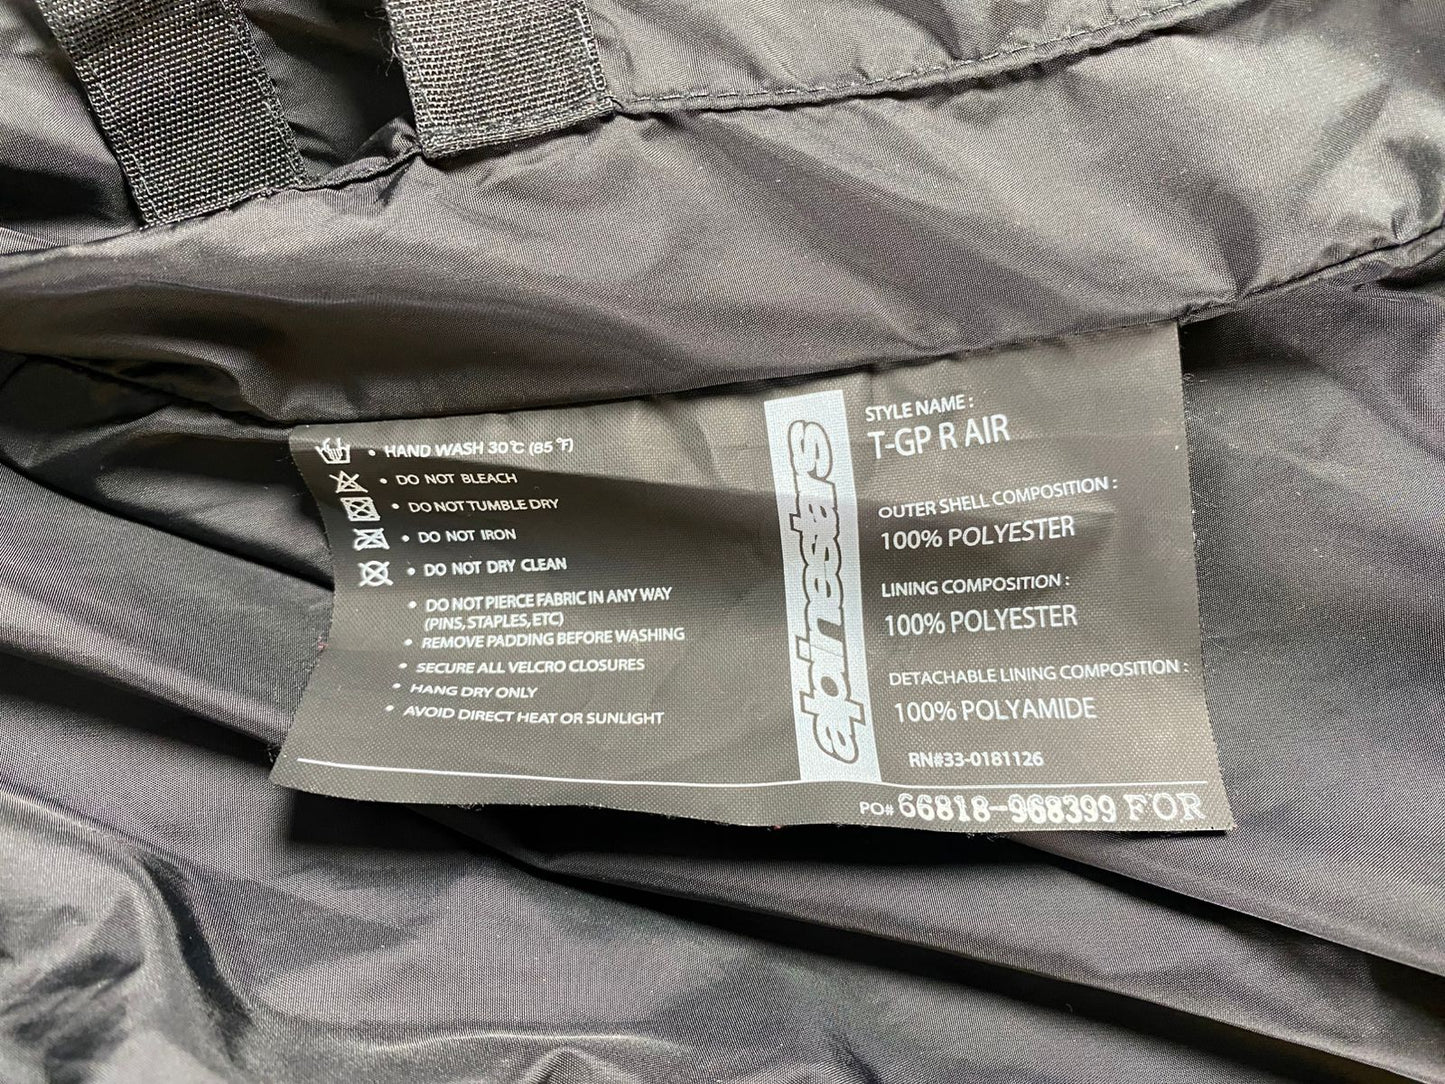 HAND WASH 30℃ (85 ℉)
• DO NOT BLEACH
• DO NOT TUMBLE DRY
• DO NOT IRON
• DO NOT DRY CLEAN
• DO NOT PIERCE FABRIC IN ANY WAY
(PINS, STAPLES, ETC)
• REMOVE PADDING BEFORE WASHING
• SECURE ALL VELCRO CLOSURES
• HANG DRY ONLY
• AVOID DIRECT HEAT OR SUNLIGHT
alpinestars
STYLE NAME :
T-GP R AIR
OUTER SHELL COMPOSITION :
100% POLYESTER
LINING COMPOSITION :
100% POLYESTER
DETACHABLE LINING COMPOSITION :
100% POLYAMIDE
RN#33-0181126
PO# 66818-968399 FOR